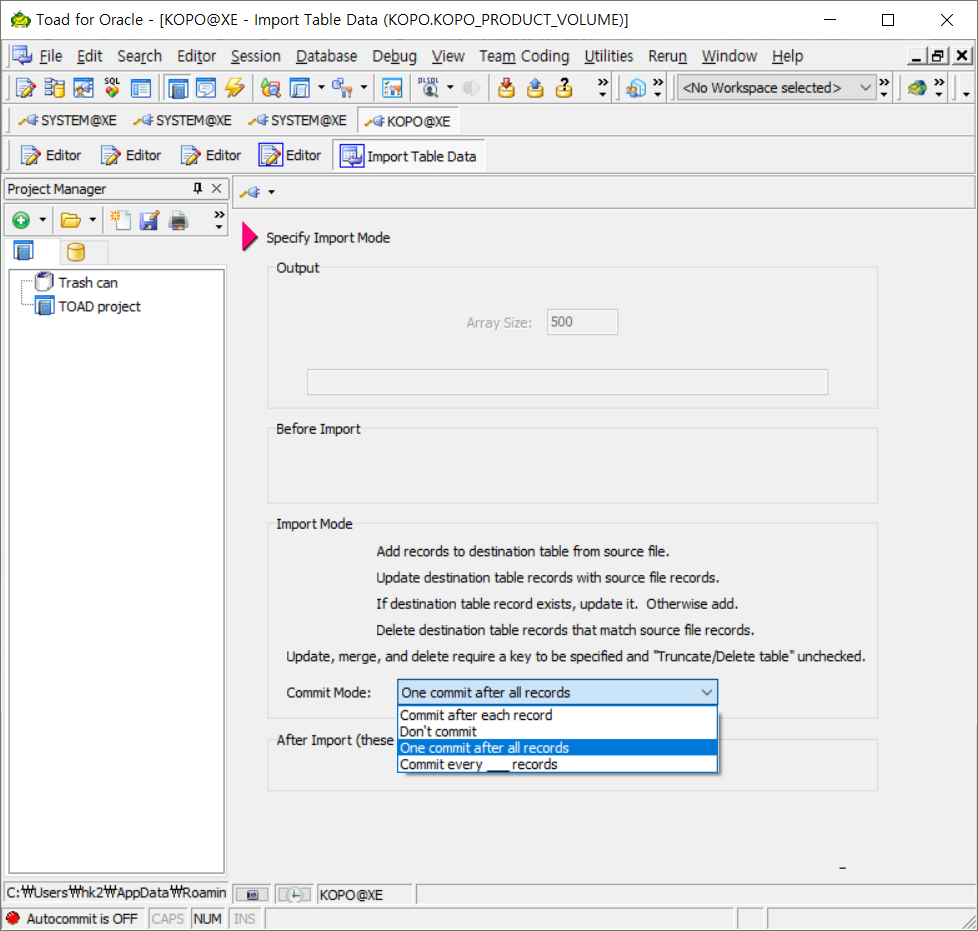 Toad for Oracle - [KOPO@XE - Import Table Data (KOPO.KOPO_PRODUCT_VOLUME)]
File Edit Search Editor Session Database Debug View Team Coding Utilities Rerun Window Help
SQL
PLSQL
<No Workspace selected>
SYSTEM@XE SYSTEM@XE SYSTEM@XE KOPO@XE
Editor Editor Editor Editor Import Table Data
Project Manager
Trash can
TOAD project
Specify Import Mode
Output
Array Size: 500
Before Import
Import Mode
Add records to destination table from source file.
Update destination table records with source file records.
If destination table record exists, update it. Otherwise add.
Delete destination table records that match source file records.
Update, merge, and delete require a key to be specified and "Truncate/Delete table" unchecked.
Commit Mode: One commit after all records
Commit after each record
Don't commit
One commit after all records
Commit every ___ records
After Import (these
C:₩Users₩hk2₩AppData₩Roamin
KOPO@XE
Autocommit is OFF CAPS NUM INS